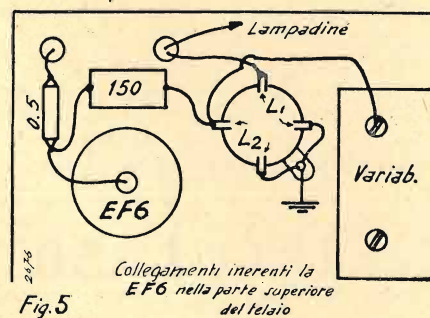 Lampadine
0.5
150
L1
L2
EF6
Variab.
2676
Collegamenti inerenti la
EF6 nella parte superiore
del telaio
Fig.5